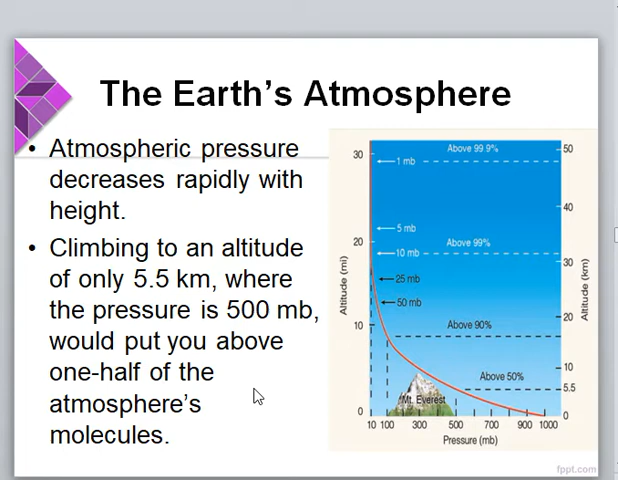 The Earth's Atmosphere
• Atmospheric pressure
decreases rapidly with
height.
• Climbing to an altitude
of only 5.5 km, where
the pressure is 500 mb,
would put you above
one-half of the
atmosphere's
molecules.
Above 99.9%
30
50
1 mb
40
5 mb
20
Above 99%
10 mb
30
25 mb
Altitude (mi)
Altitude (km)
50 mb
20
10
Above 90%
10
Above 50%
5.5
Mt. Everest
0
0
10 100 300 500 700 900 1000
Pressure (mb)
fppt.com